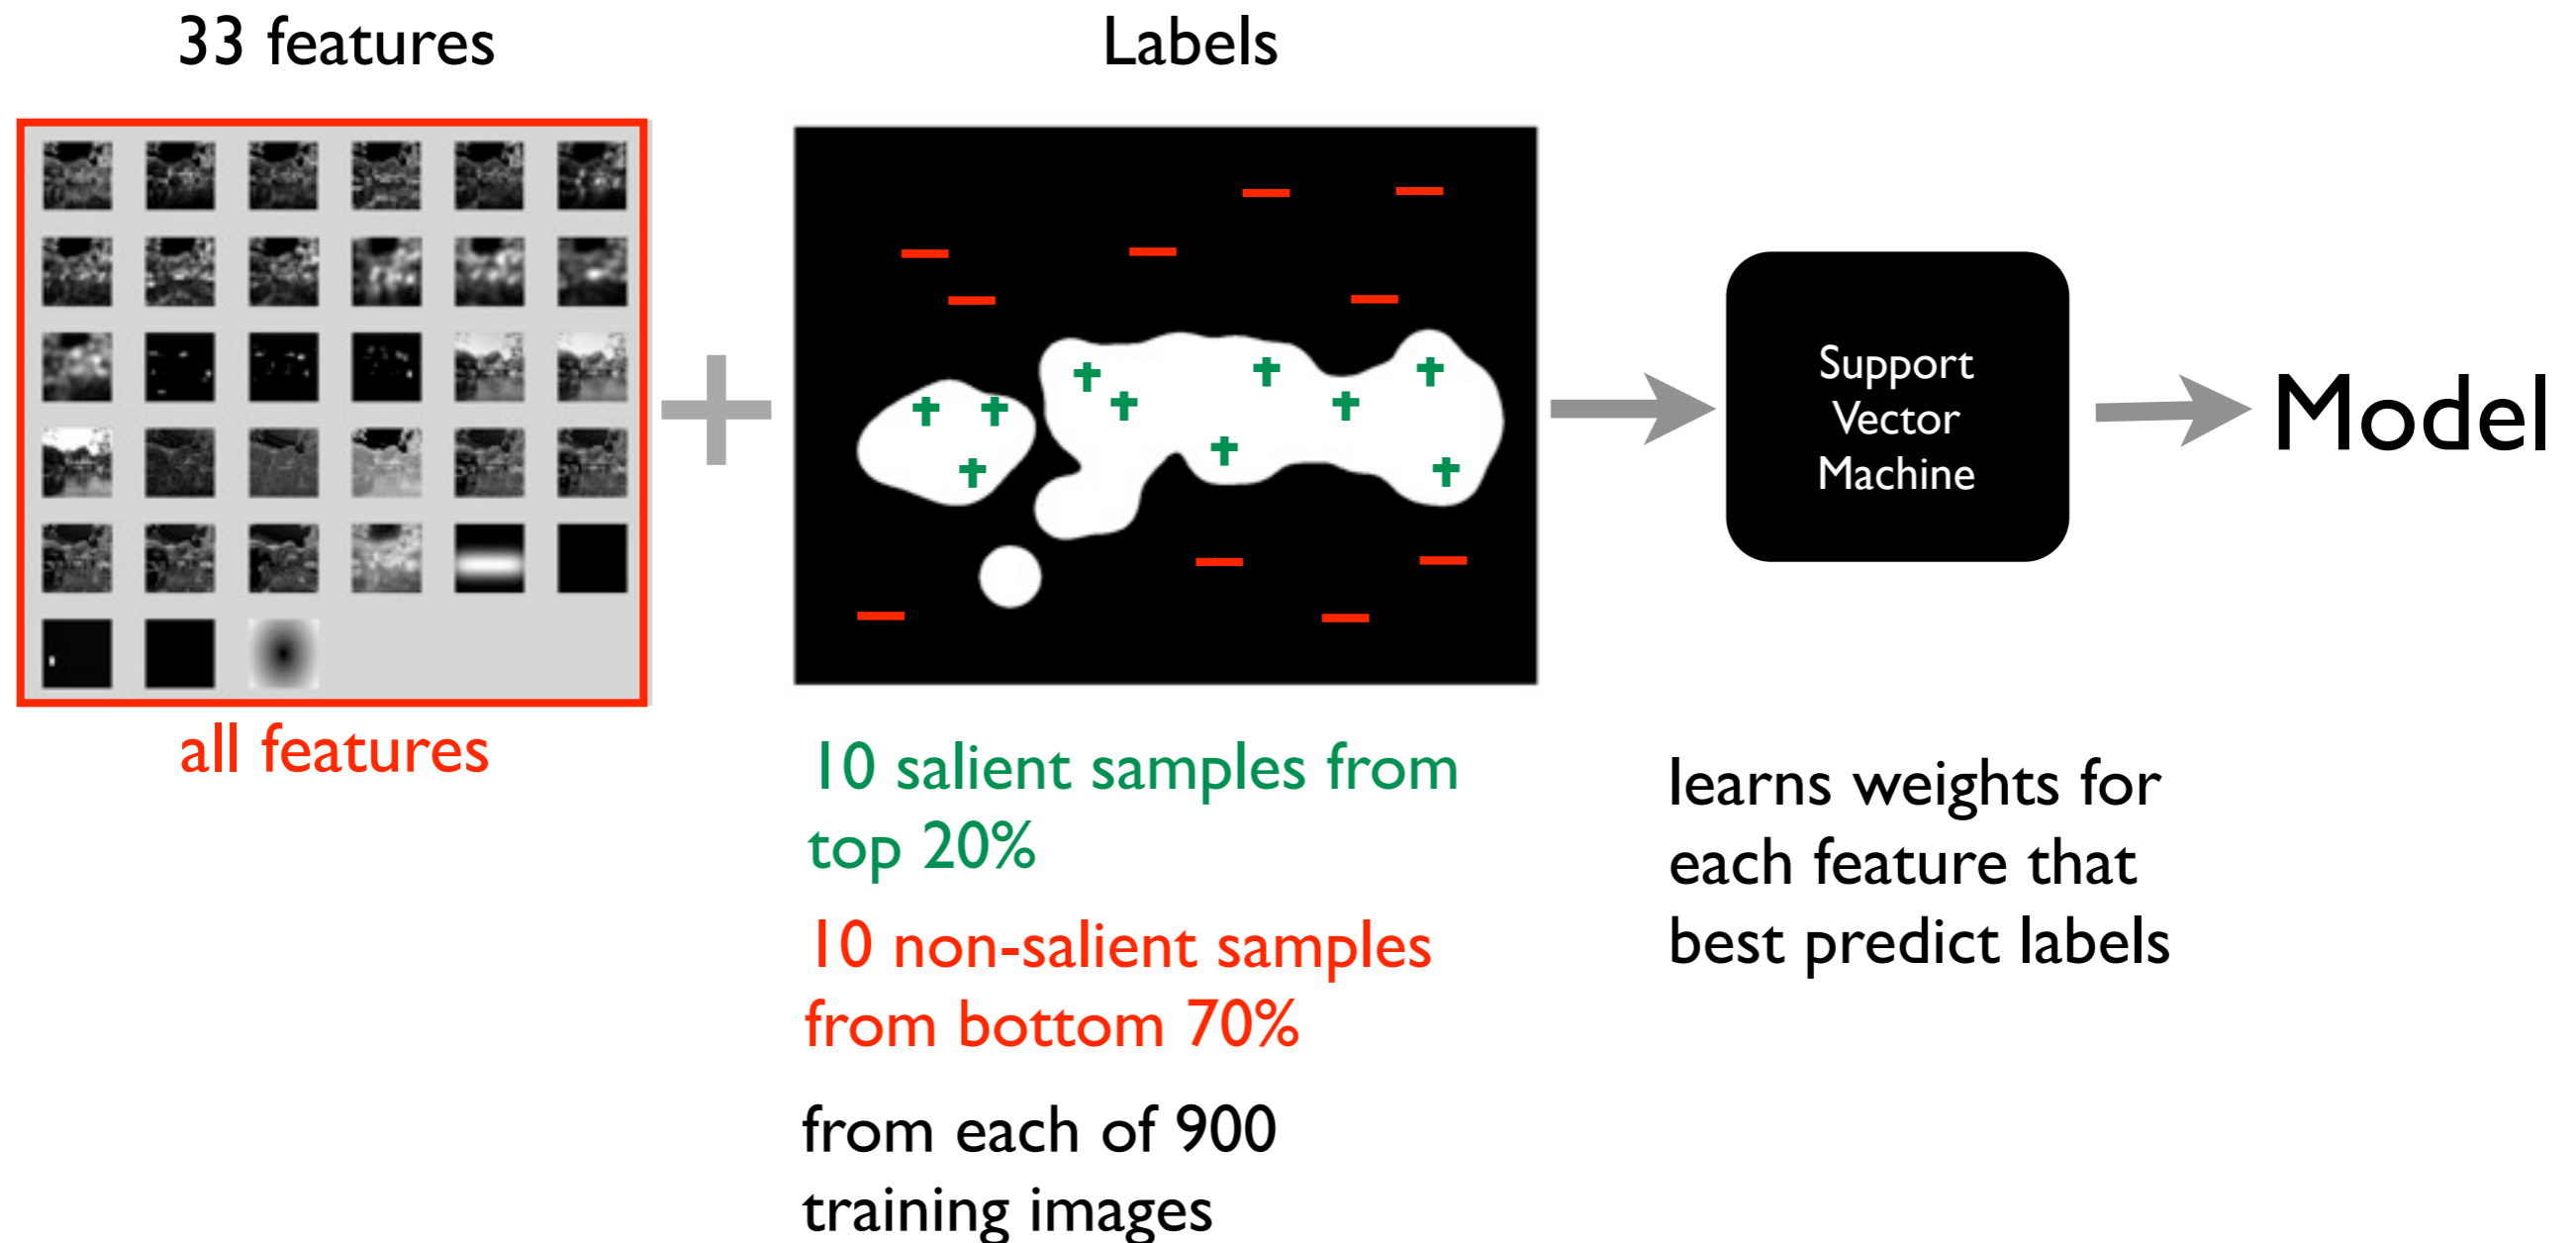 33 features
Labels
all features
10 salient samples from
top 20%
10 non-salient samples
from bottom 70%
from each of 900
training images
Support
Vector
Machine
learns weights for
each feature that
best predict labels
Model